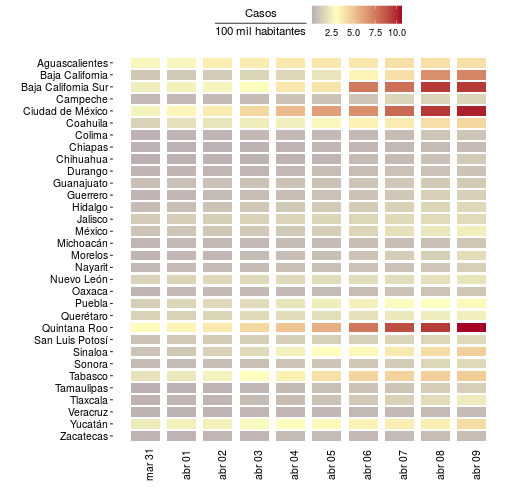 Casos
100 mil habitantes
2.5 5.0 7.5 10.0
Aguascalientes
Baja California
Baja California Sur
Campeche
Ciudad de México
Coahuila
Colima
Chiapas
Chihuahua
Durango
Guanajuato
Guerrero
Hidalgo
Jalisco
México
Michoacán
Morelos
Nayarit
Nuevo León
Oaxaca
Puebla
Querétaro
Quintana Roo
San Luis Potosí
Sinaloa
Sonora
Tabasco
Tamaulipas
Tlaxcala
Veracruz
Yucatán
Zacatecas
mar 31
abr 01
abr 02
abr 03
abr 04
abr 05
abr 06
abr 07
abr 08
abr 09